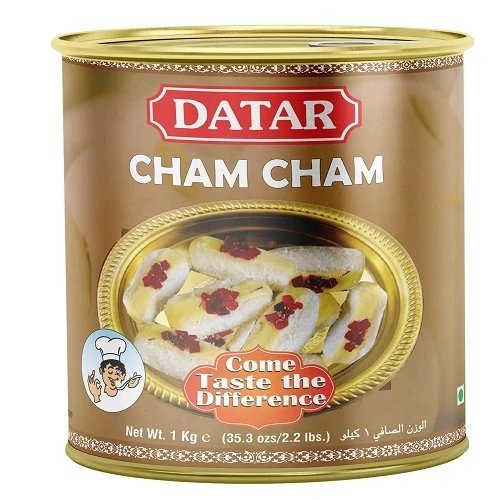 DATAR
CHAM CHAM
Come
Taste the
Difference
Net Wt. 1 Kg e (35.3 ozs/2.2 lbs.) الوزن الصافي ١ كيلو